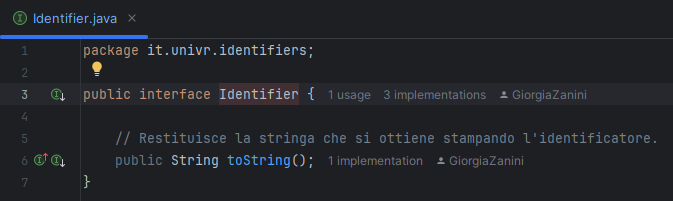 Identifier.java
1 package it.univr.identifiers;
2
3 public interface Identifier { 1 usage 3 implementations GiorgiaZanini
4
5 // Restituisce la stringa che si ottiene stampando l'identificatore.
6 public String toString(); 1 implementation GiorgiaZanini
7 }